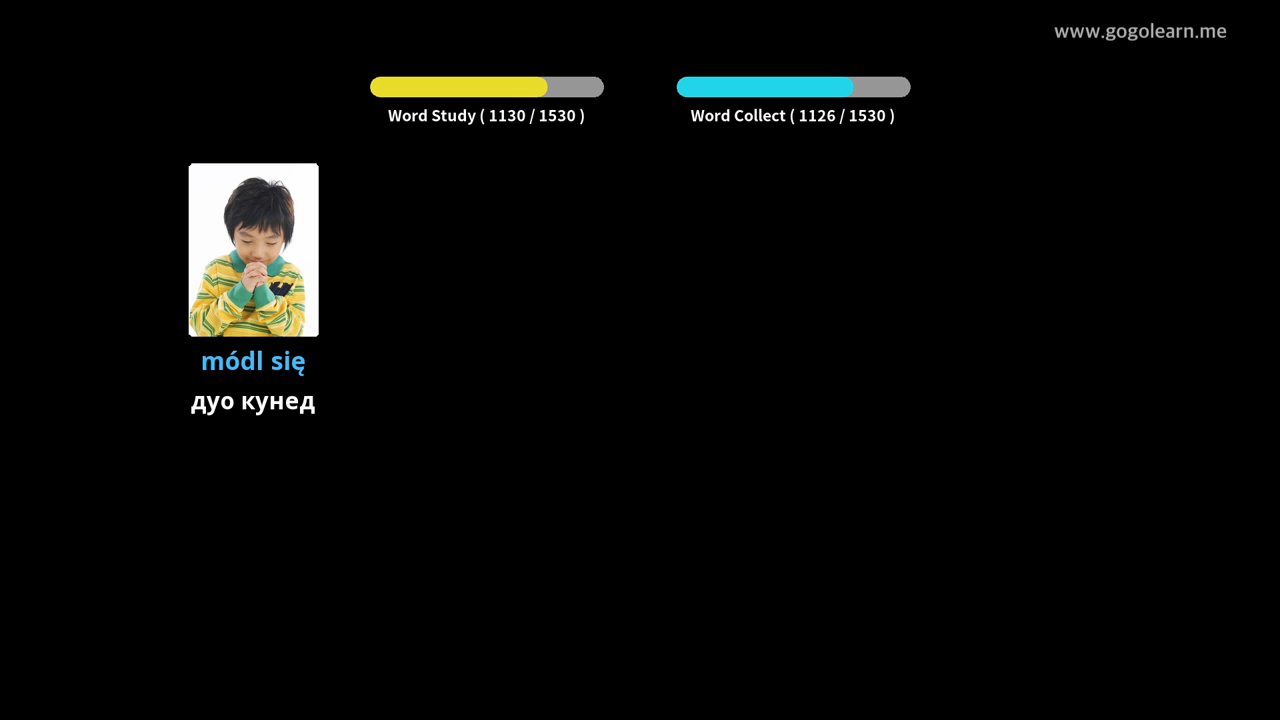 www.gogolearn.me
Word Study ( 1130 / 1530 )
Word Collect ( 1126 / 1530 )
módl się
дуо кунед